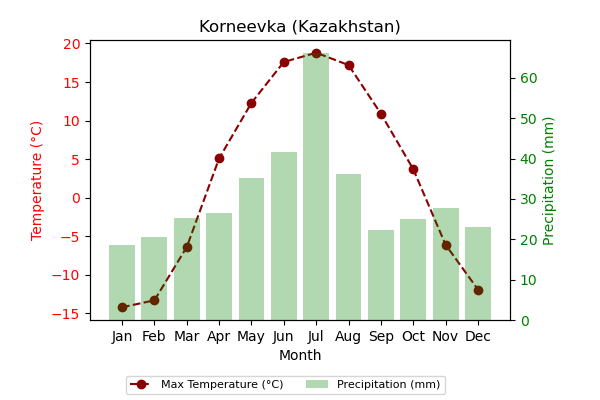 Korneevka (Kazakhstan)
20
15
10
5
0
−5
−10
−15
Temperature (°C)
60
50
40
30
20
10
0
Precipitation (mm)
Jan Feb Mar Apr May Jun Jul Aug Sep Oct Nov Dec
Month
Max Temperature (°C) Precipitation (mm)